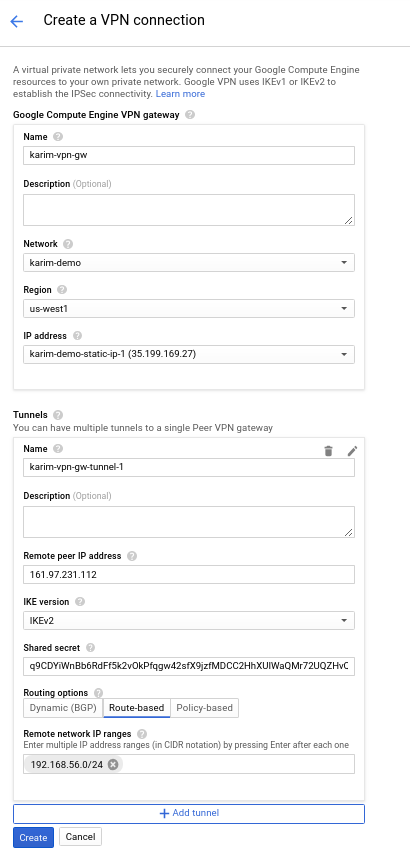 Create a VPN connection
A virtual private network lets you securely connect your Google Compute Engine
resources to your own private network. Google VPN uses IKEv1 or IKEv2 to
establish the IPSec connectivity. Learn more
Google Compute Engine VPN gateway
Name
karim-vpn-gw
Description (Optional)
Network
karim-demo
Region
us-west1
IP address
karim-demo-static-ip-1 (35.199.169.27)
Tunnels
You can have multiple tunnels to a single Peer VPN gateway
Name
karim-vpn-gw-tunnel-1
Description (Optional)
Remote peer IP address
161.97.231.112
IKE version
IKEv2
Shared secret
q9CDYiWnBb6RdFf5k2vOkPfqgw42sfX9jzfMDCC2HhXUIWaQMr72UQZHvC
Routing options
Dynamic (BGP) Route-based Policy-based
Remote network IP ranges
Enter multiple IP address ranges (in CIDR notation) by pressing Enter after each one
192.168.56.0/24
Add tunnel
Create Cancel